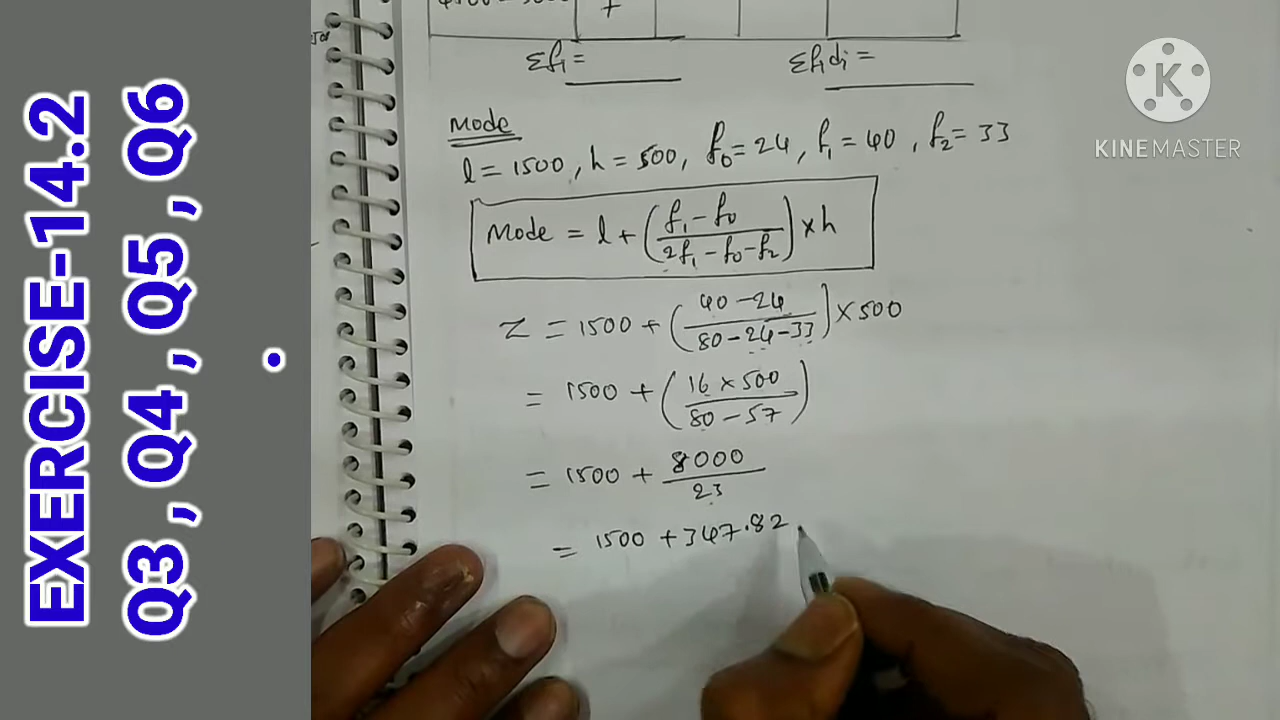 EXERCISE-14.2
Q3 , Q4 , Q5 , Q6
.
KINEMASTER
Σfi = 
Σfidi =
Mode
l = 1500 , h = 500, f0 = 24 , f1 = 40 , f2 = 33
Mode = l + ( (f1 - f0) / (2f1 - f0 - f2) ) × h
Z = 1500 + ( (40 - 24) / (80 - 24 - 33) ) × 500
= 1500 + ( (16 × 500) / (80 - 57) )
= 1500 + 8000 / 23
= 1500 + 347.82